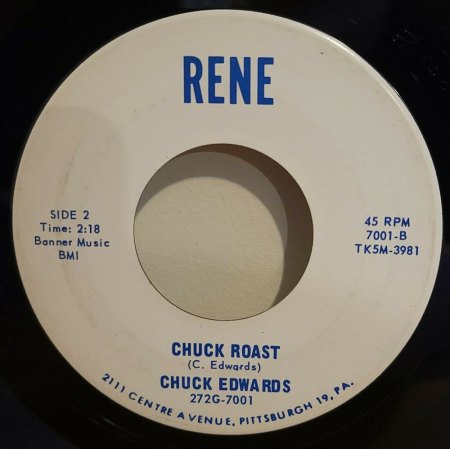 RENE
SIDE 2
Time: 2:18
Banner Music
BMI
45 RPM
7001-B
TK5M-3981
CHUCK ROAST
(C. Edwards)
CHUCK EDWARDS
272G-7001
2111 CENTRE AVENUE, PITTSBURGH 19, PA.